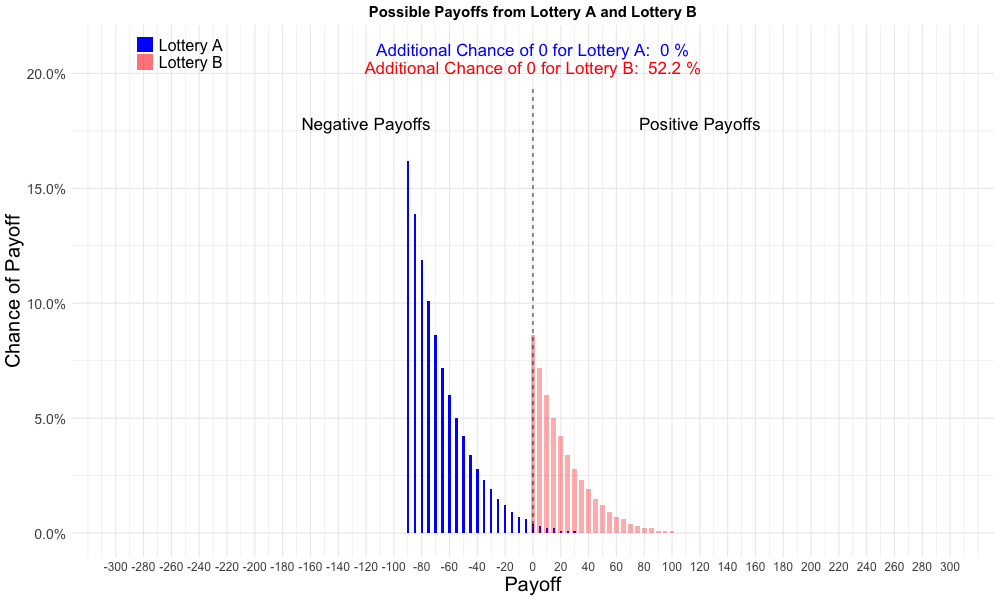 Possible Payoffs from Lottery A and Lottery B
Lottery A
Lottery B
Additional Chance of 0 for Lottery A:  0 %
Additional Chance of 0 for Lottery B:  52.2 %
Negative Payoffs
Positive Payoffs
Chance of Payoff
20.0%
15.0%
10.0%
5.0%
0.0%
-300 -280 -260 -240 -220 -200 -180 -160 -140 -120 -100 -80 -60 -40 -20 0 20 40 60 80 100 120 140 160 180 200 220 240 260 280 300
Payoff